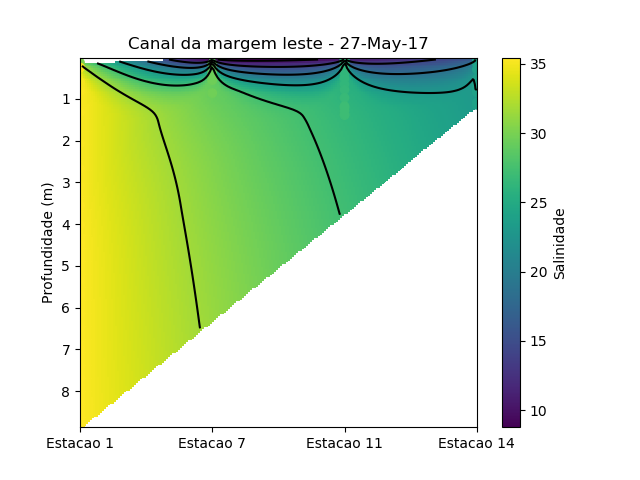 Canal da margem leste - 27-May-17
Profundidade (m)
1
2
3
4
5
6
7
8
Estacao 1
Estacao 7
Estacao 11
Estacao 14
35
30
25
20
15
10
Salinidade